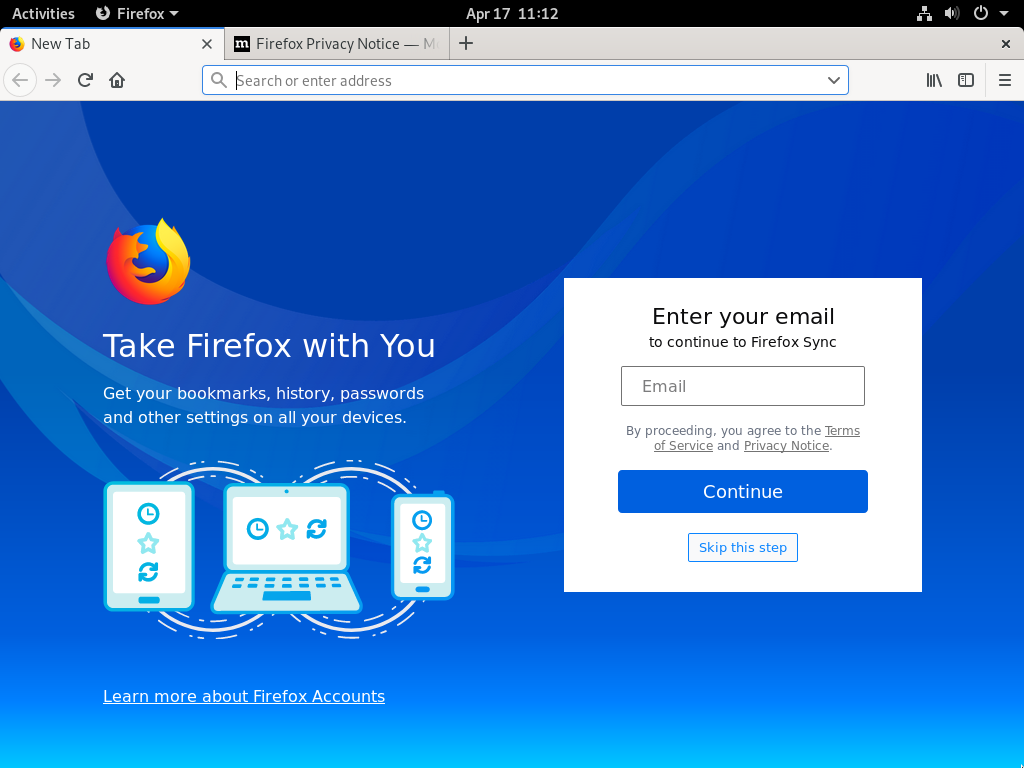 Activities Firefox Apr 17 11:12
New Tab Firefox Privacy Notice —
Search or enter address
Take Firefox with You
Get your bookmarks, history, passwords
and other settings on all your devices.
Learn more about Firefox Accounts
Enter your email
to continue to Firefox Sync
Email
By proceeding, you agree to the Terms
of Service and Privacy Notice.
Continue
Skip this step